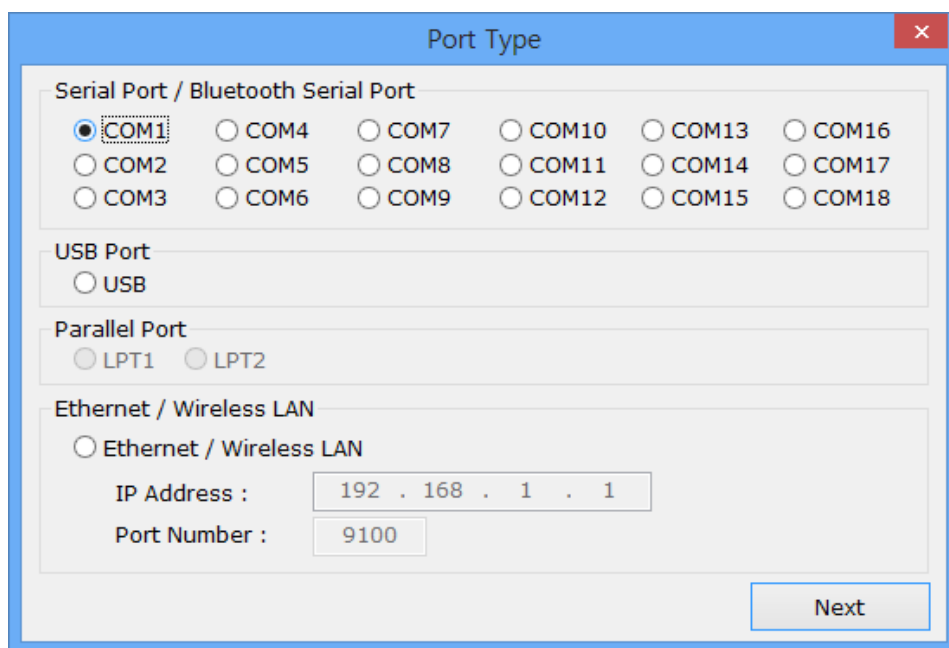 Port Type
Serial Port / Bluetooth Serial Port
COM1 COM4 COM7 COM10 COM13 COM16
COM2 COM5 COM8 COM11 COM14 COM17
COM3 COM6 COM9 COM12 COM15 COM18
USB Port
USB
Parallel Port
LPT1 LPT2
Ethernet / Wireless LAN
Ethernet / Wireless LAN
IP Address : 192 . 168 . 1 . 1
Port Number : 9100
Next